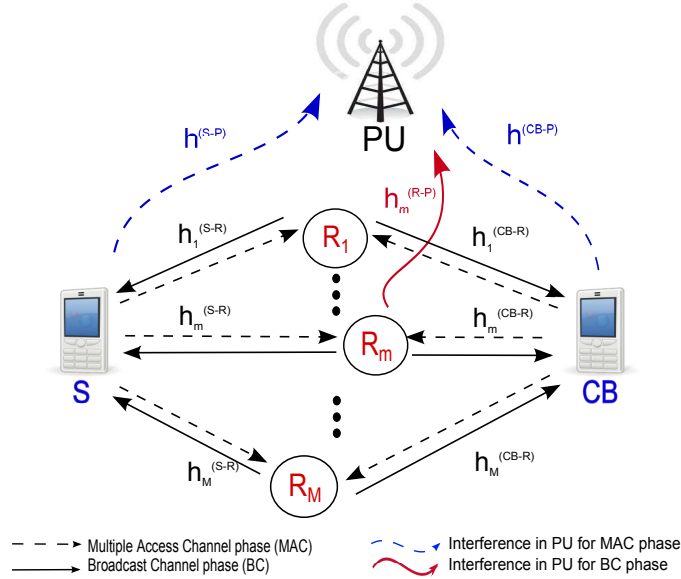 PU
h(S-P)
h(CB-P)
hm(R-P)
h1(S-R)
R1
h1(CB-R)
hm(S-R)
Rm
hm(CB-R)
S
CB
hM(S-R)
RM
hM(CB-R)
Multiple Access Channel phase (MAC)
Broadcast Channel phase (BC)
Interference in PU for MAC phase
Interference in PU for BC phase